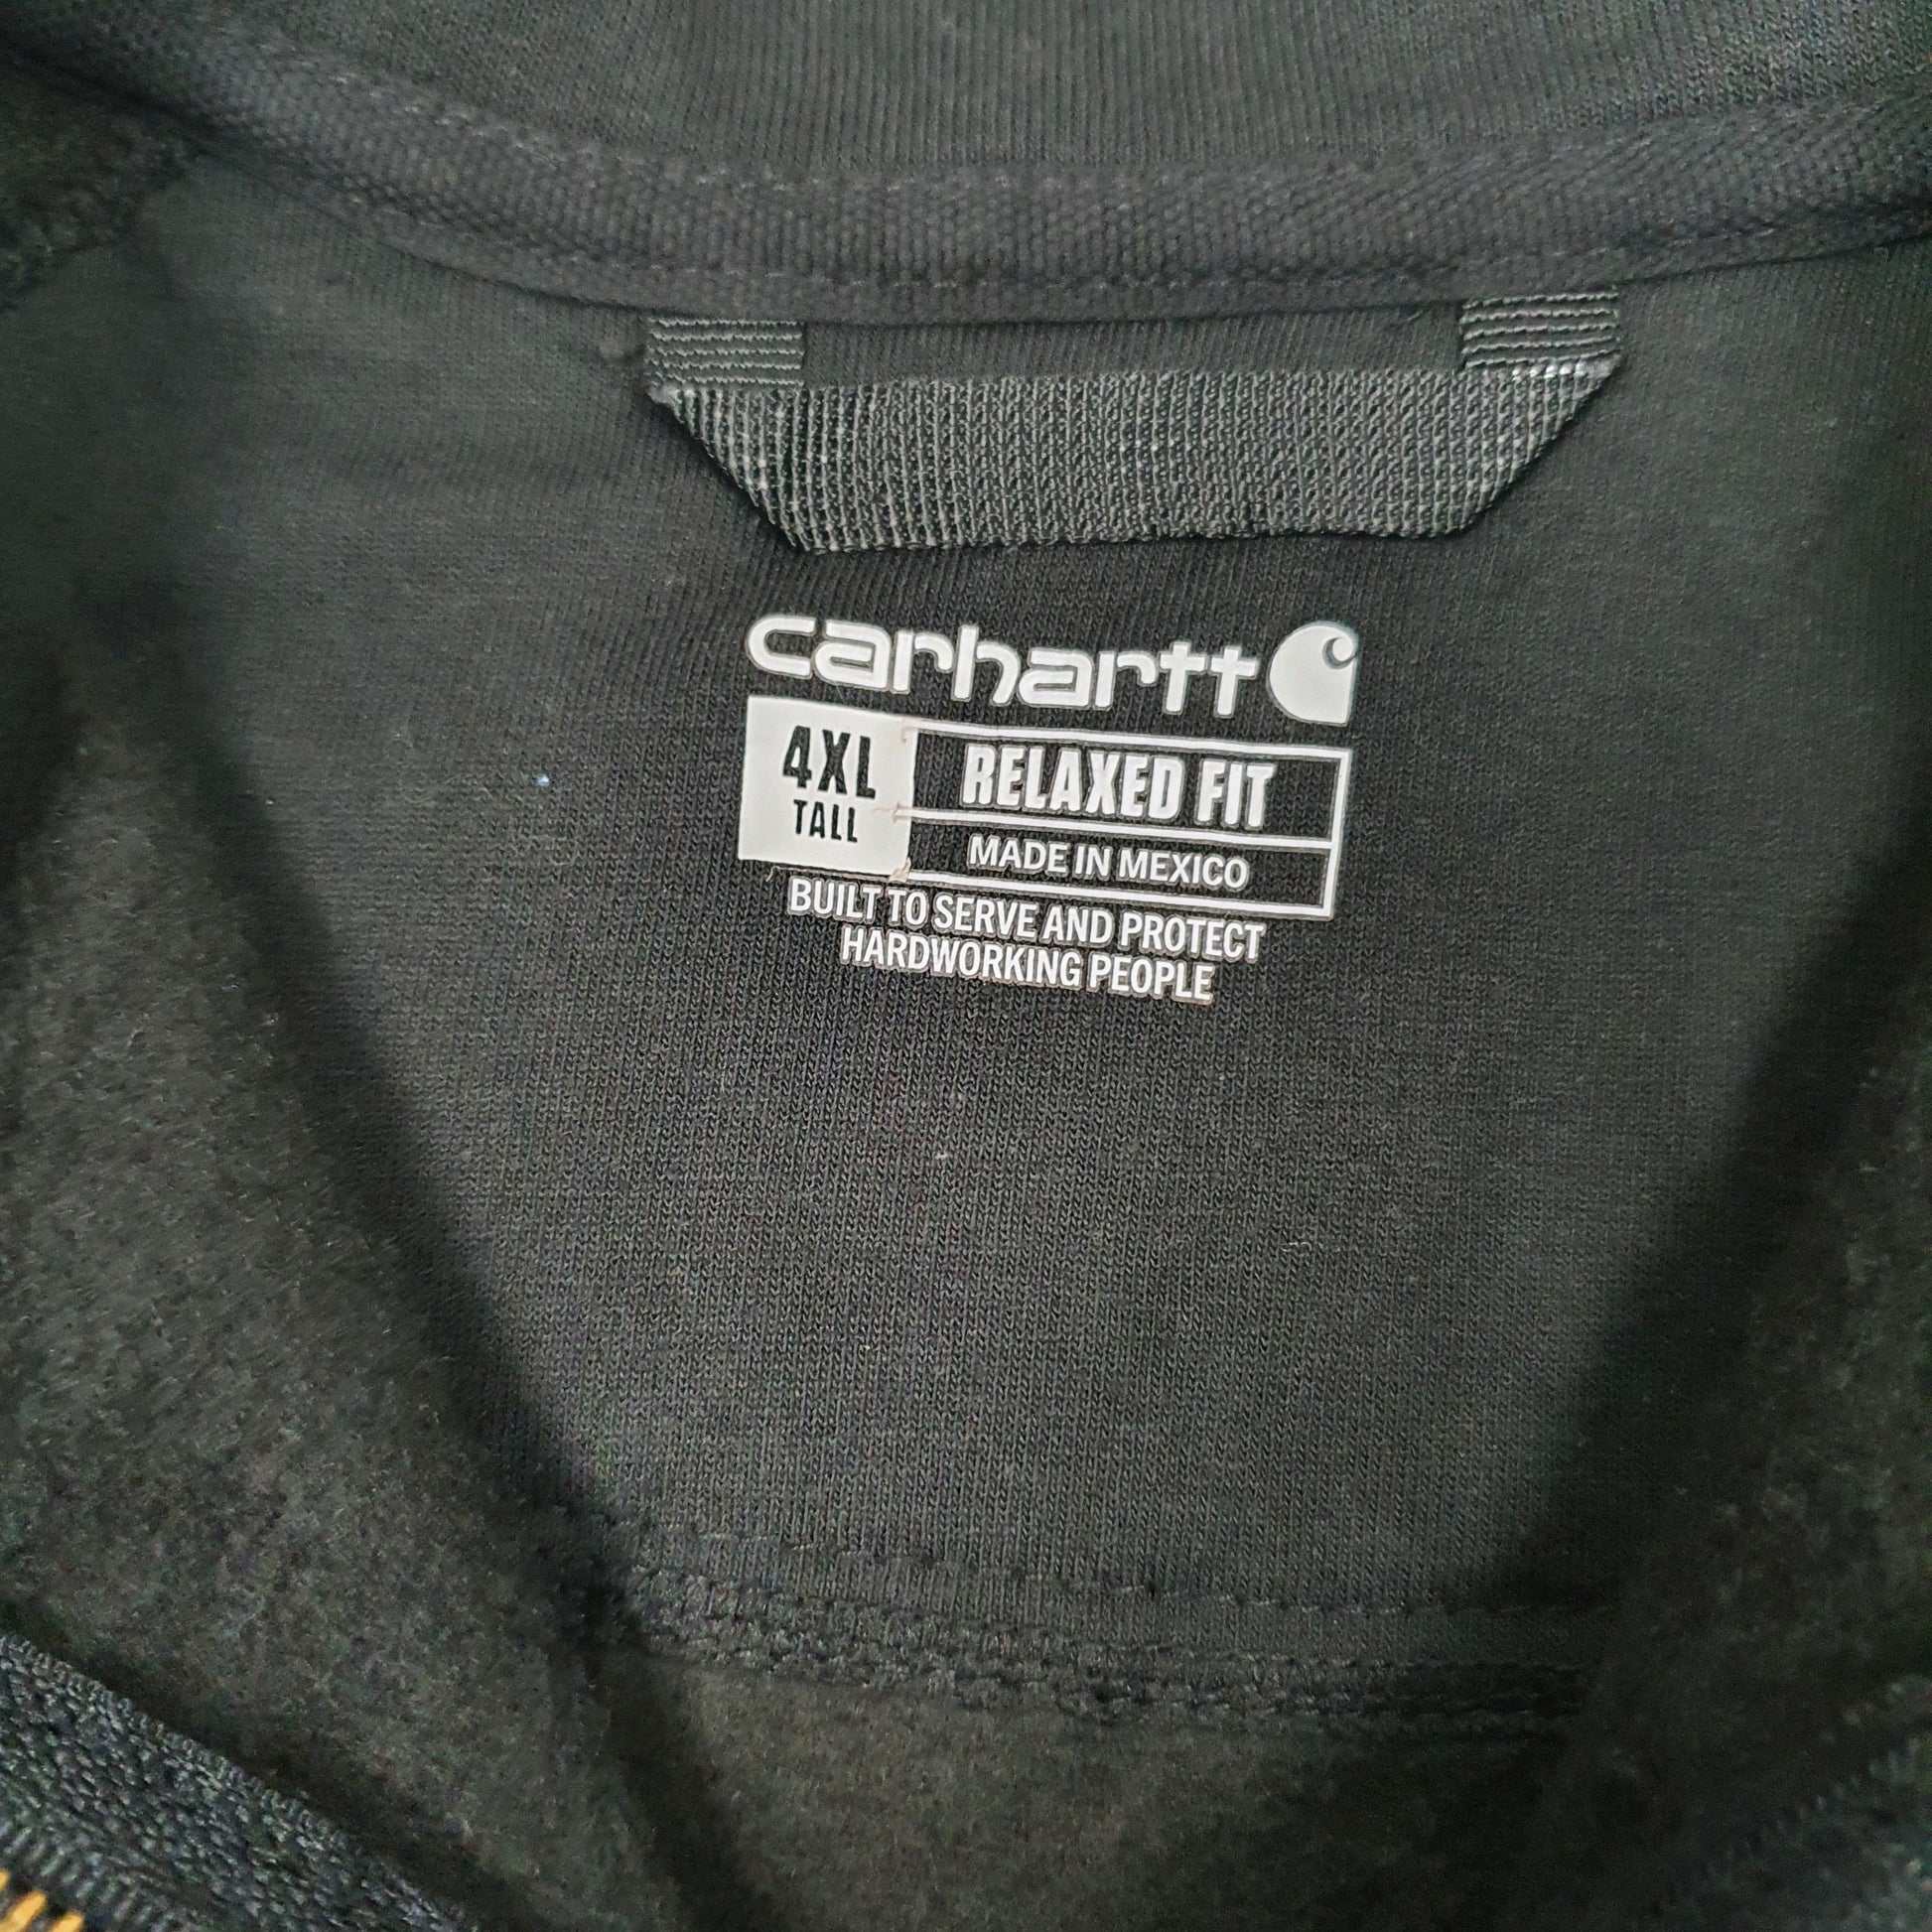 carhartt
4XL
TALL
RELAXED FIT
MADE IN MEXICO
BUILT TO SERVE AND PROTECT
HARDWORKING PEOPLE